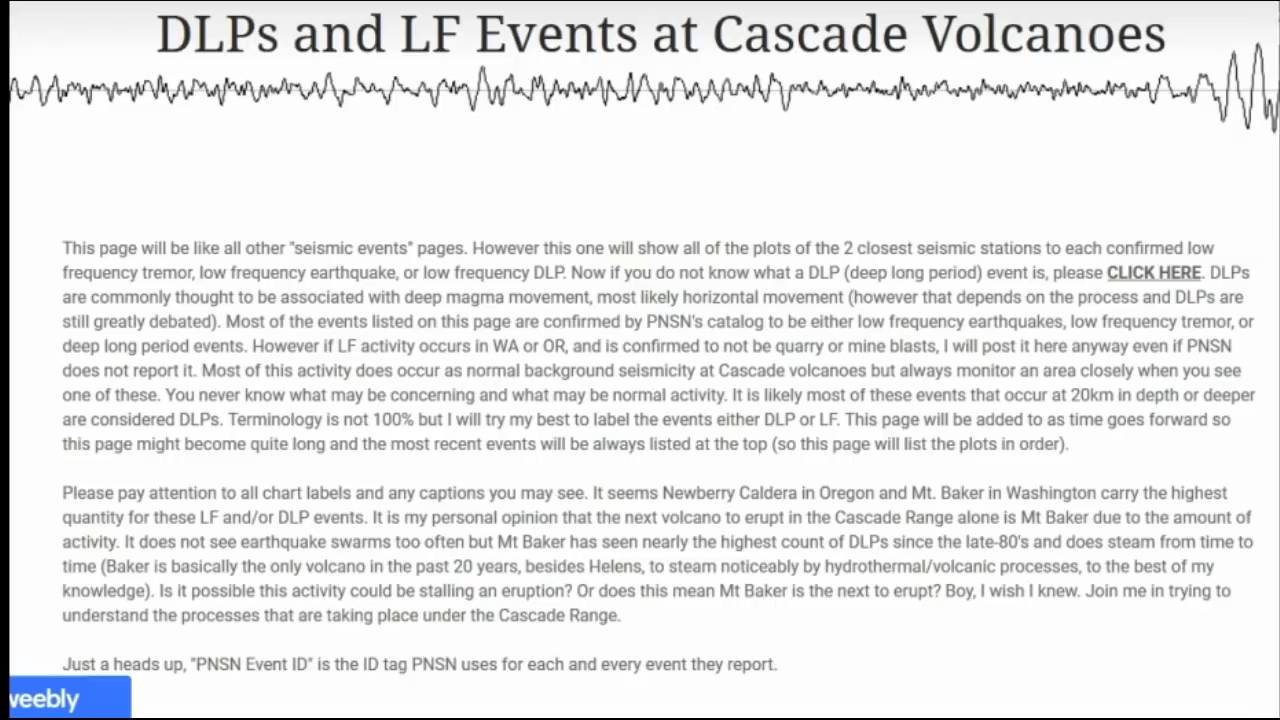 DLPs and LF Events at Cascade Volcanoes
This page will be like all other "seismic events" pages. However this one will show all of the plots of the 2 closest seismic stations to each confirmed low
frequency tremor, low frequency earthquake, or low frequency DLP. Now if you do not know what a DLP (deep long period) event is, please CLICK HERE. DLPs
are commonly thought to be associated with deep magma movement, most likely horizontal movement (however that depends on the process and DLPs are
still greatly debated). Most of the events listed on this page are confirmed by PNSN's catalog to be either low frequency earthquakes, low frequency tremor, or
deep long period events. However if LF activity occurs in WA or OR, and is confirmed to not be quarry or mine blasts, I will post it here anyway even if PNSN
does not report it. Most of this activity does occur as normal background seismicity at Cascade volcanoes but always monitor an area closely when you see
one of these. You never know what may be concerning and what may be normal activity. It is likely most of these events that occur at 20km in depth or deeper
are considered DLPs. Terminology is not 100% but I will try my best to label the events either DLP or LF. This page will be added to as time goes forward so
this page might become quite long and the most recent events will be always listed at the top (so this page will list the plots in order).
Please pay attention to all chart labels and any captions you may see. It seems Newberry Caldera in Oregon and Mt. Baker in Washington carry the highest
quantity for these LF and/or DLP events. It is my personal opinion that the next volcano to erupt in the Cascade Range alone is Mt Baker due to the amount of
activity. It does not see earthquake swarms too often but Mt Baker has seen nearly the highest count of DLPs since the late-80's and does steam from time to
time (Baker is basically the only volcano in the past 20 years, besides Helens, to steam noticeably by hydrothermal/volcanic processes, to the best of my
knowledge). Is it possible this activity could be stalling an eruption? Or does this mean Mt Baker is the next to erupt? Boy, I wish I knew. Join me in trying to
understand the processes that are taking place under the Cascade Range.
Just a heads up, "PNSN Event ID" is the ID tag PNSN uses for each and every event they report.
weebly